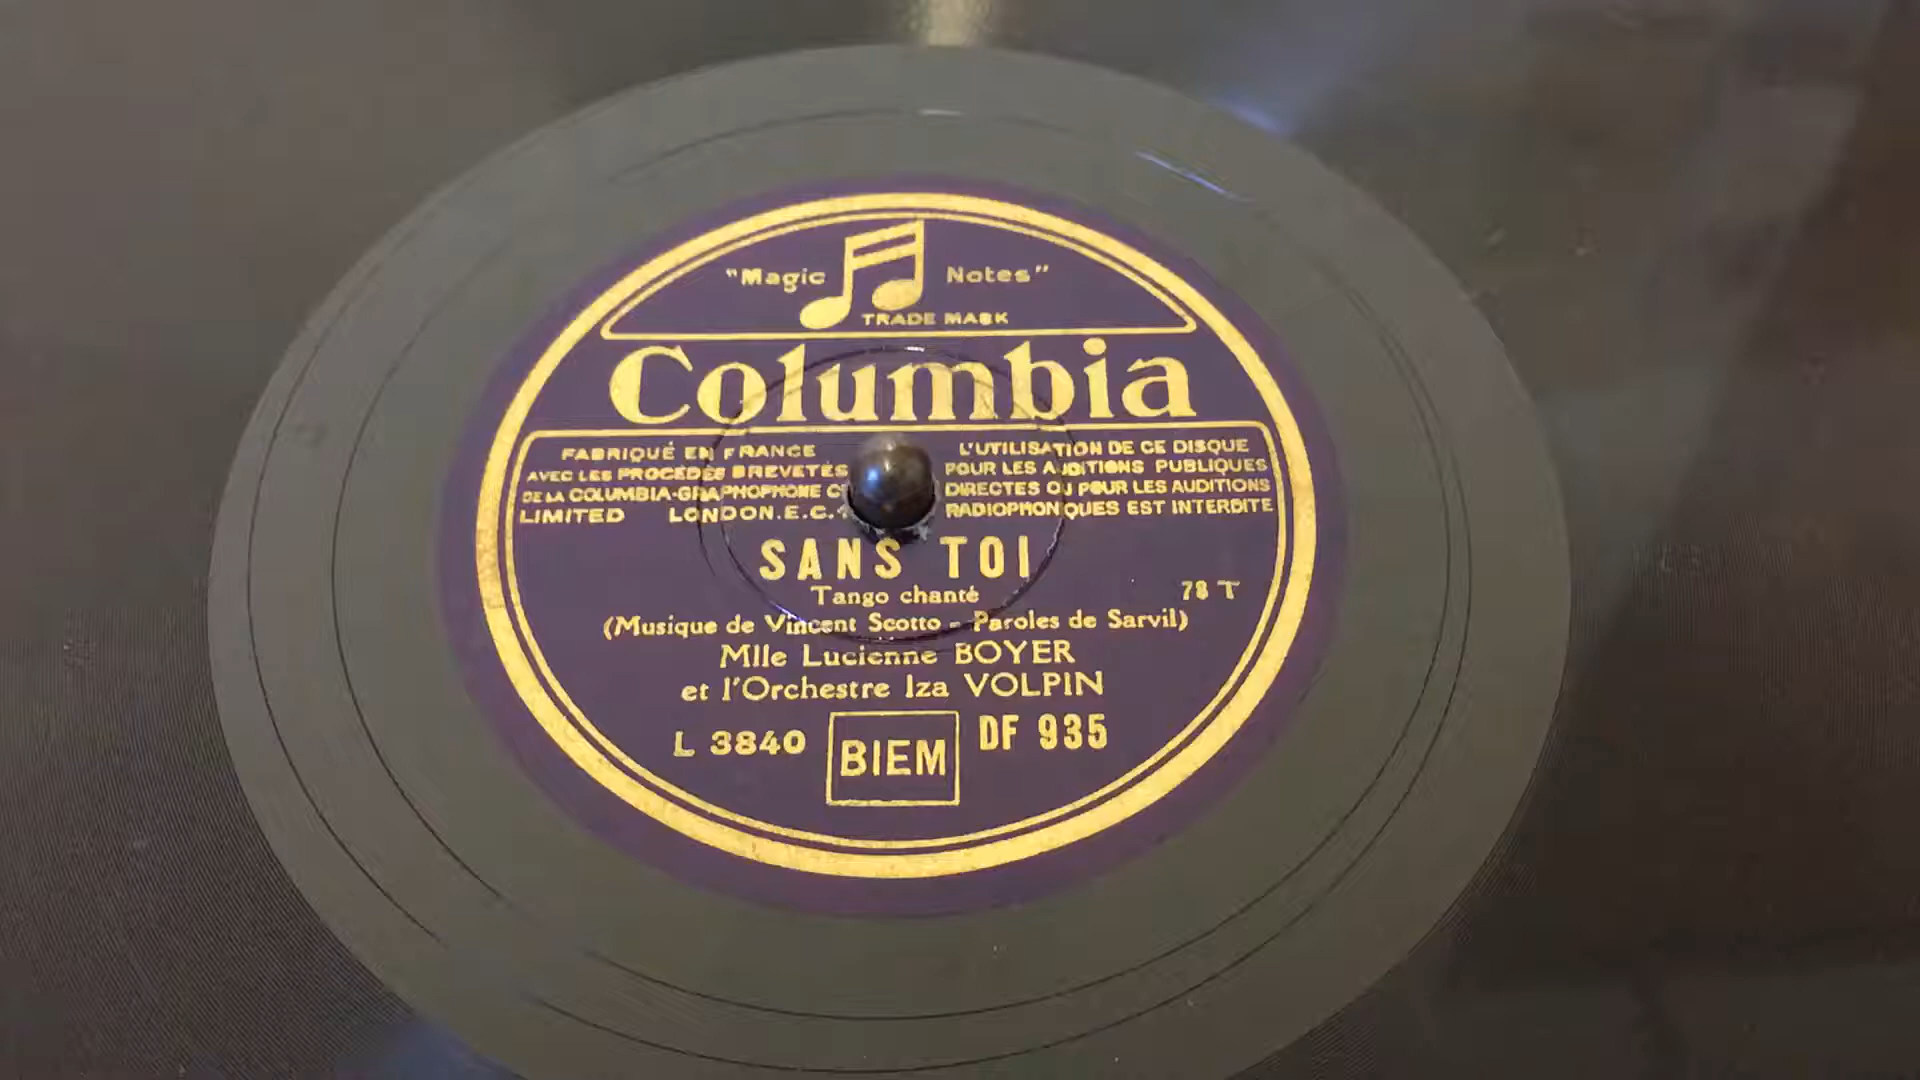 "Magic Notes"
TRADE MARK
Columbia
FABRIQUÉ EN FRANCE
AVEC LES PROCÉDÉS BREVETÉS
DE LA COLUMBIA-GRAPHOPHONE
LIMITED LONDON.E.C.
L'UTILISATION DE CE DISQUE
POUR LES AUDITIONS PUBLIQUES
DIRECTES OU POUR LES AUDITIONS
RADIOPHONIQUES EST INTERDITE
SANS TOI
Tango chanté
78 T
(Musique de Vincent Scotto - Paroles de Sarvil)
Mlle Lucienne BOYER
et l'Orchestre Iza VOLPIN
L 3840 BIEM DF 935